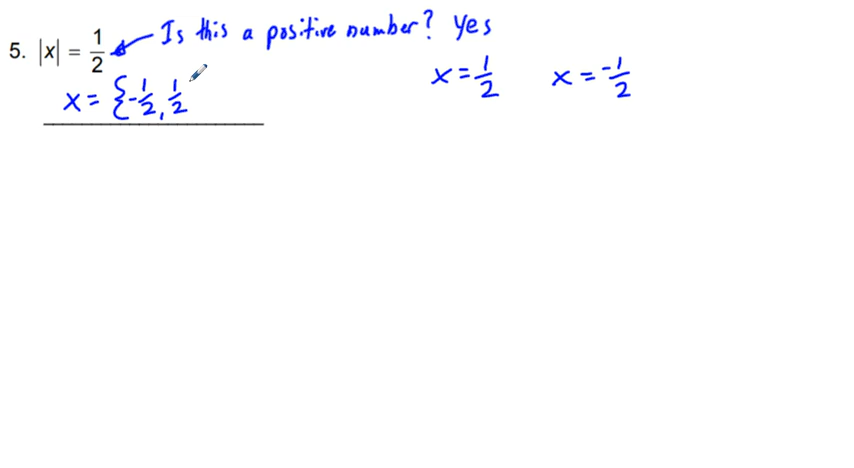 Is this a positive number? Yes
5. |x| = 1/2
x = 1/2 x = -1/2
x = {-1/2, 1/2